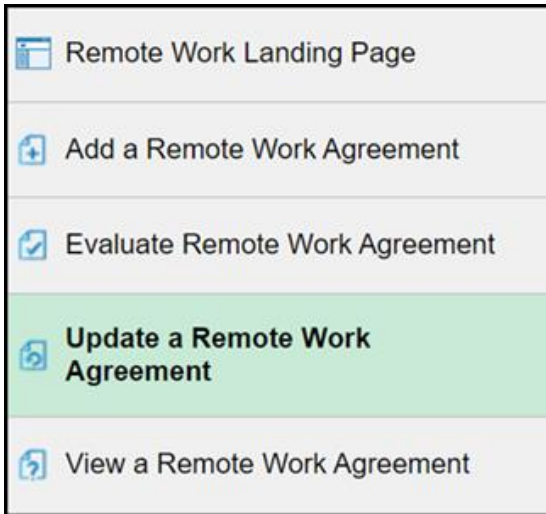 Remote Work Landing Page
Add a Remote Work Agreement
Evaluate Remote Work Agreement
Update a Remote Work
Agreement
View a Remote Work Agreement